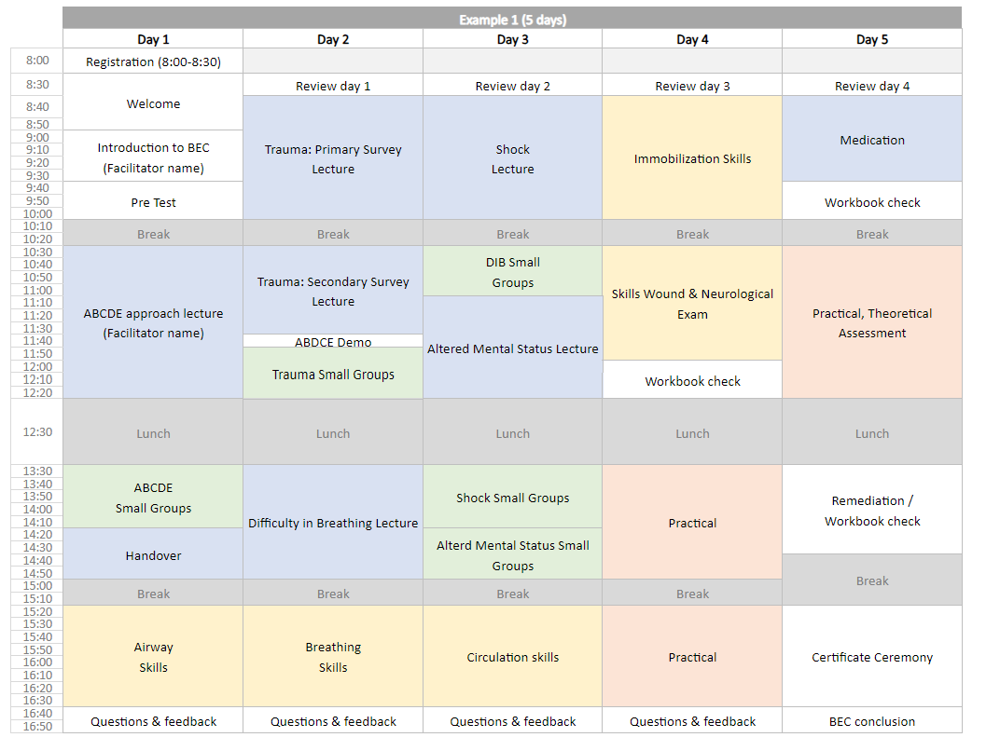 Example 1 (5 days)
Day 1 Day 2 Day 3 Day 4 Day 5
8:00 Registration (8:00-8:30)
8:30 Review day 1 Review day 2 Review day 3 Review day 4
Welcome
8:40
8:50
9:00
9:10
9:20
9:30
9:40
9:50
10:00
Introduction to BEC
(Facilitator name)
Pre Test
Trauma: Primary Survey
Lecture
Shock
Lecture
Immobilization Skills
Medication
Workbook check
10:10
10:20
Break Break Break Break Break
10:30
10:40
10:50
11:00
11:10
11:20
11:30
11:40
11:50
12:00
12:10
12:20
ABCDE approach lecture
(Facilitator name)
Trauma: Secondary Survey
Lecture
ABDCE Demo
Trauma Small Groups
DIB Small
Groups
Altered Mental Status Lecture
Skills Wound & Neurological
Exam
Workbook check
Practical, Theoretical
Assessment
12:30 Lunch Lunch Lunch Lunch Lunch
13:30
13:40
13:50
14:00
14:10
14:20
14:30
14:40
14:50
ABCDE
Small Groups
Handover
Difficulty in Breathing Lecture
Shock Small Groups
Alterd Mental Status Small
Groups
Practical
Remediation /
Workbook check
15:00
15:10
Break Break Break Break Break
15:20
15:30
15:40
15:50
16:00
16:10
16:20
16:30
Airway
Skills
Breathing
Skills
Circulation skills
Practical
Certificate Ceremony
16:40
16:50
Questions & feedback Questions & feedback Questions & feedback Questions & feedback BEC conclusion